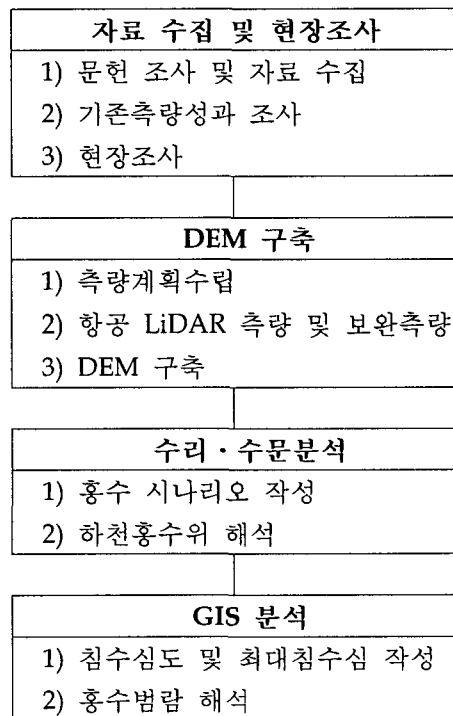 자료 수집 및 현장조사
1) 문헌 조사 및 자료 수집
2) 기존측량성과 조사
3) 현장조사
DEM 구축
1) 측량계획수립
2) 항공 LiDAR 측량 및 보완측량
3) DEM 구축
수리·수문분석
1) 홍수 시나리오 작성
2) 하천홍수위 해석
GIS 분석
1) 침수심도 및 최대침수심 작성
2) 홍수범람 해석